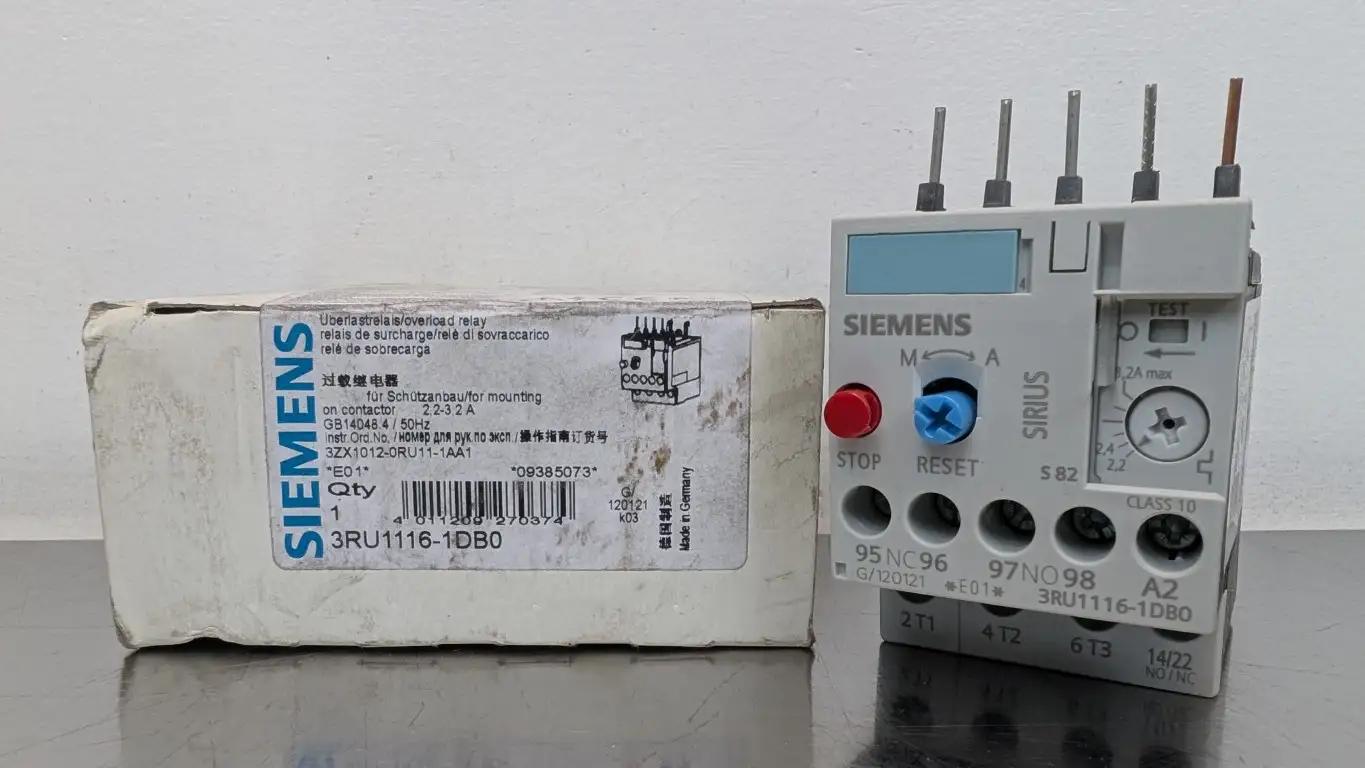 SIEMENS
Überlastrelais/overload relay
relais de surcharge/relè di sovraccarico
relé de sobrecarga
过载继电器
für Schützanbau/for mounting
on contactor 2,2-3,2 A
GB14048.4 / 50Hz
Instr.Ord.No. /номер для рук.по эксп./操作指南订货号
3ZX1012-0RU11-1AA1
*E01* *09385073*
Qty
1
4 011209 270374
3RU1116-1DB0
G/
120121
k03
德国制造
Made in Germany
4
SIEMENS
M A
STOP
RESET
SIRIUS
S 82
TEST
O I
3,2A max
2,4
2,2
CLASS 10
95 NC 96
97 NO 98
A2
G/120121 *E01* 3RU1116-1DB0
2 T1
4 T2
6 T3
14/22
NO/NC